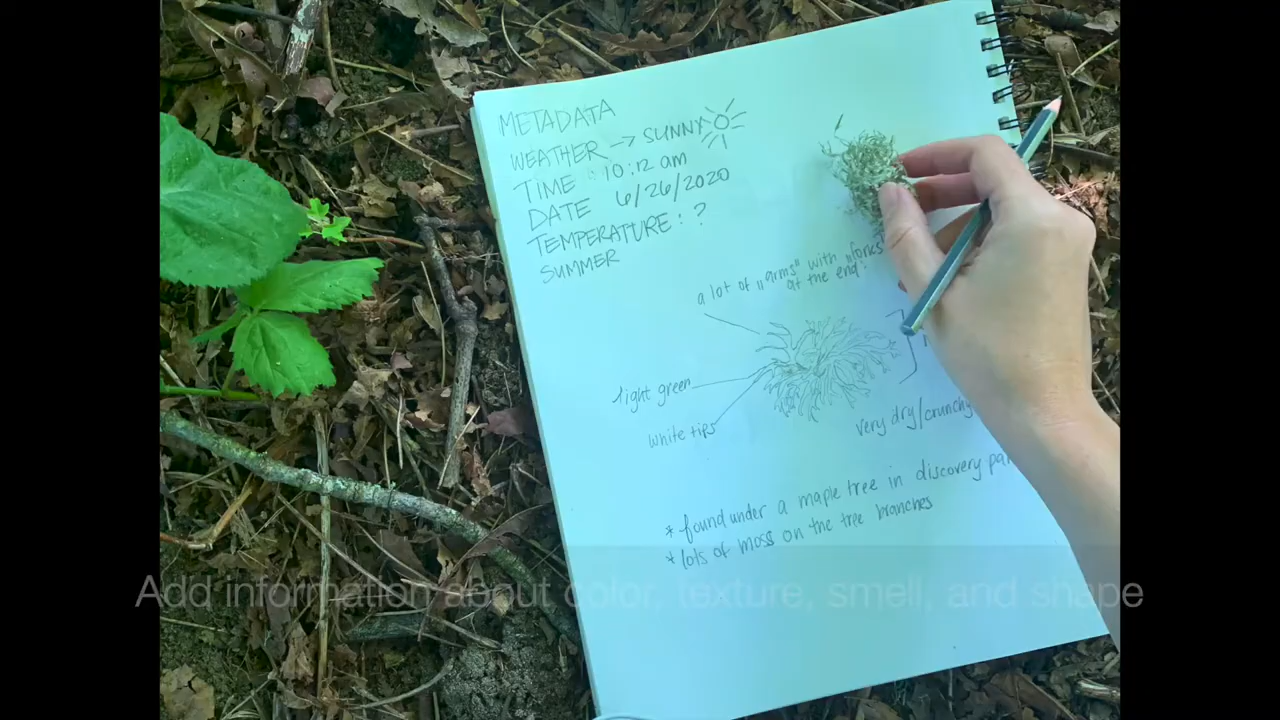 METADATA
WEATHER -> SUNNY
TIME 10:12 am
DATE 6/26/2020
TEMPERATURE: ?
SUMMER
a lot of „arms" with „forks
at the end.
light green
white tips
very dry/crunchy
* found under a maple tree in discovery par
* lots of moss on the tree branches
Add information about color, texture, smell, and shape